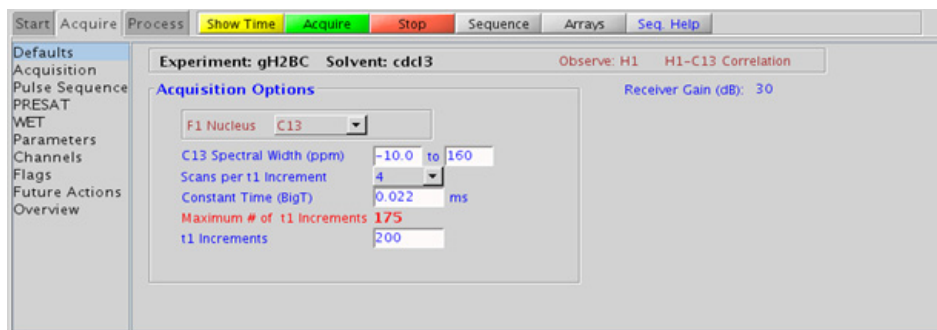 Start Acquire Process Show Time Acquire Stop Sequence Arrays Seq. Help
Defaults
Acquisition
Pulse Sequence
PRESAT
WET
Parameters
Channels
Flags
Future Actions
Overview
Experiment: gH2BC Solvent: cdcl3 Observe: H1 H1-C13 Correlation
Acquisition Options
Receiver Gain (dB): 30
F1 Nucleus C13
C13 Spectral Width (ppm) -10.0 to 160
Scans per t1 Increment 4
Constant Time (BigT) 0.022 ms
Maximum # of t1 Increments 175
t1 Increments 200